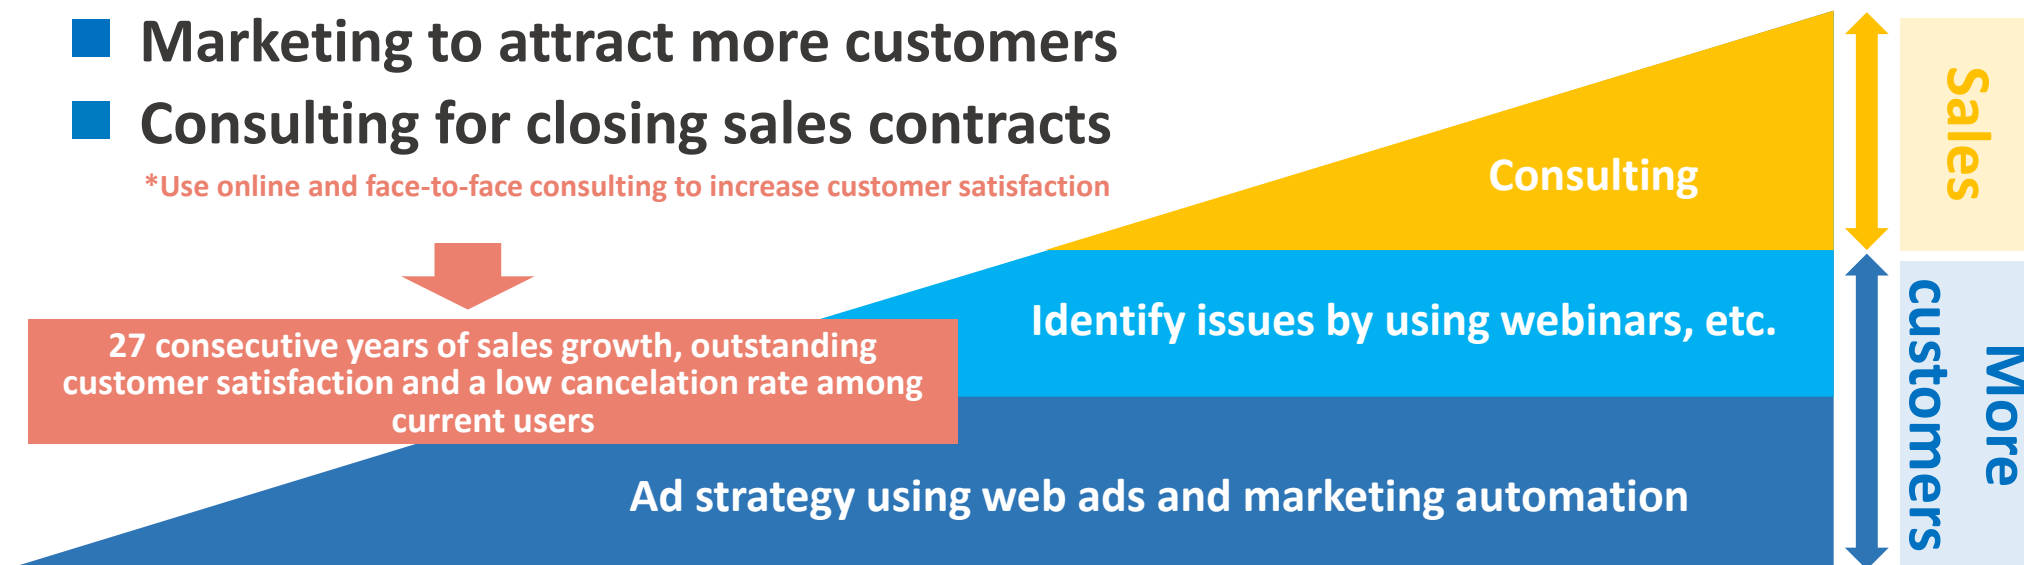 Marketing to attract more customers
Consulting for closing sales contracts
*Use online and face-to-face consulting to increase customer satisfaction
27 consecutive years of sales growth, outstanding
customer satisfaction and a low cancelation rate among
current users
Consulting
Identify issues by using webinars, etc.
Ad strategy using web ads and marketing automation
Sales
More
customers